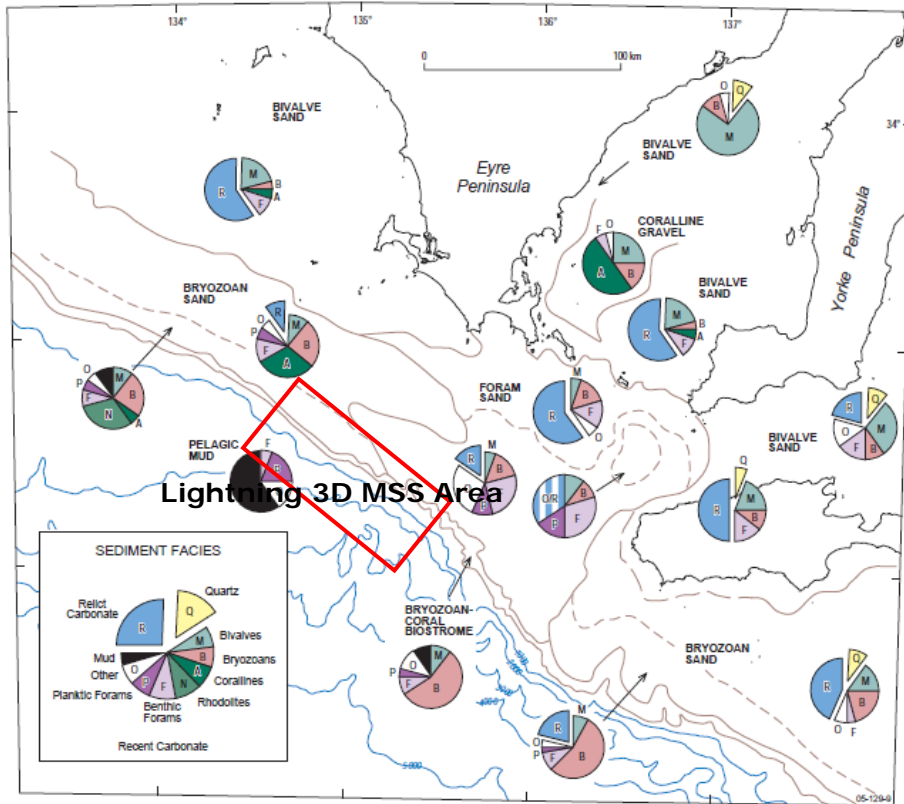 134°
135°
136°
137°
0
100 km
34°
BIVALVE
SAND
R
M
B
A
F
O
Q
B
M
BIVALVE
SAND
Eyre
Peninsula
Yorke Peninsula
CORALLINE
GRAVEL
F
O
M
B
A
BIVALVE
SAND
R
M
B
A
F
BRYOZOAN
SAND
R
O
P
F
M
B
A
O
P
F
N
M
B
A
FORAM
SAND
M
R
B
F
O
PELAGIC
MUD
F
P
Lightning 3D MSS Area
R
M
B
F
P
O
O/R
B
F
P
BIVALVE
SAND
Q
R
M
B
F
R
Q
O
M
F
B
SEDIMENT FACIES
Quartz
Q
Relict
Carbonate
R
Bivalves
M
Bryozoans
B
Corallines
A
Rhodolites
N
Benthic
Forams
F
Planktic Forams
P
Other
O
Mud
Recent Carbonate
BRYOZOAN-
CORAL
BIOSTROME
M
O
P
F
B
BRYOZOAN
SAND
R
M
O
P
F
B
Q
R
M
B
O
F
5000
05-129-9